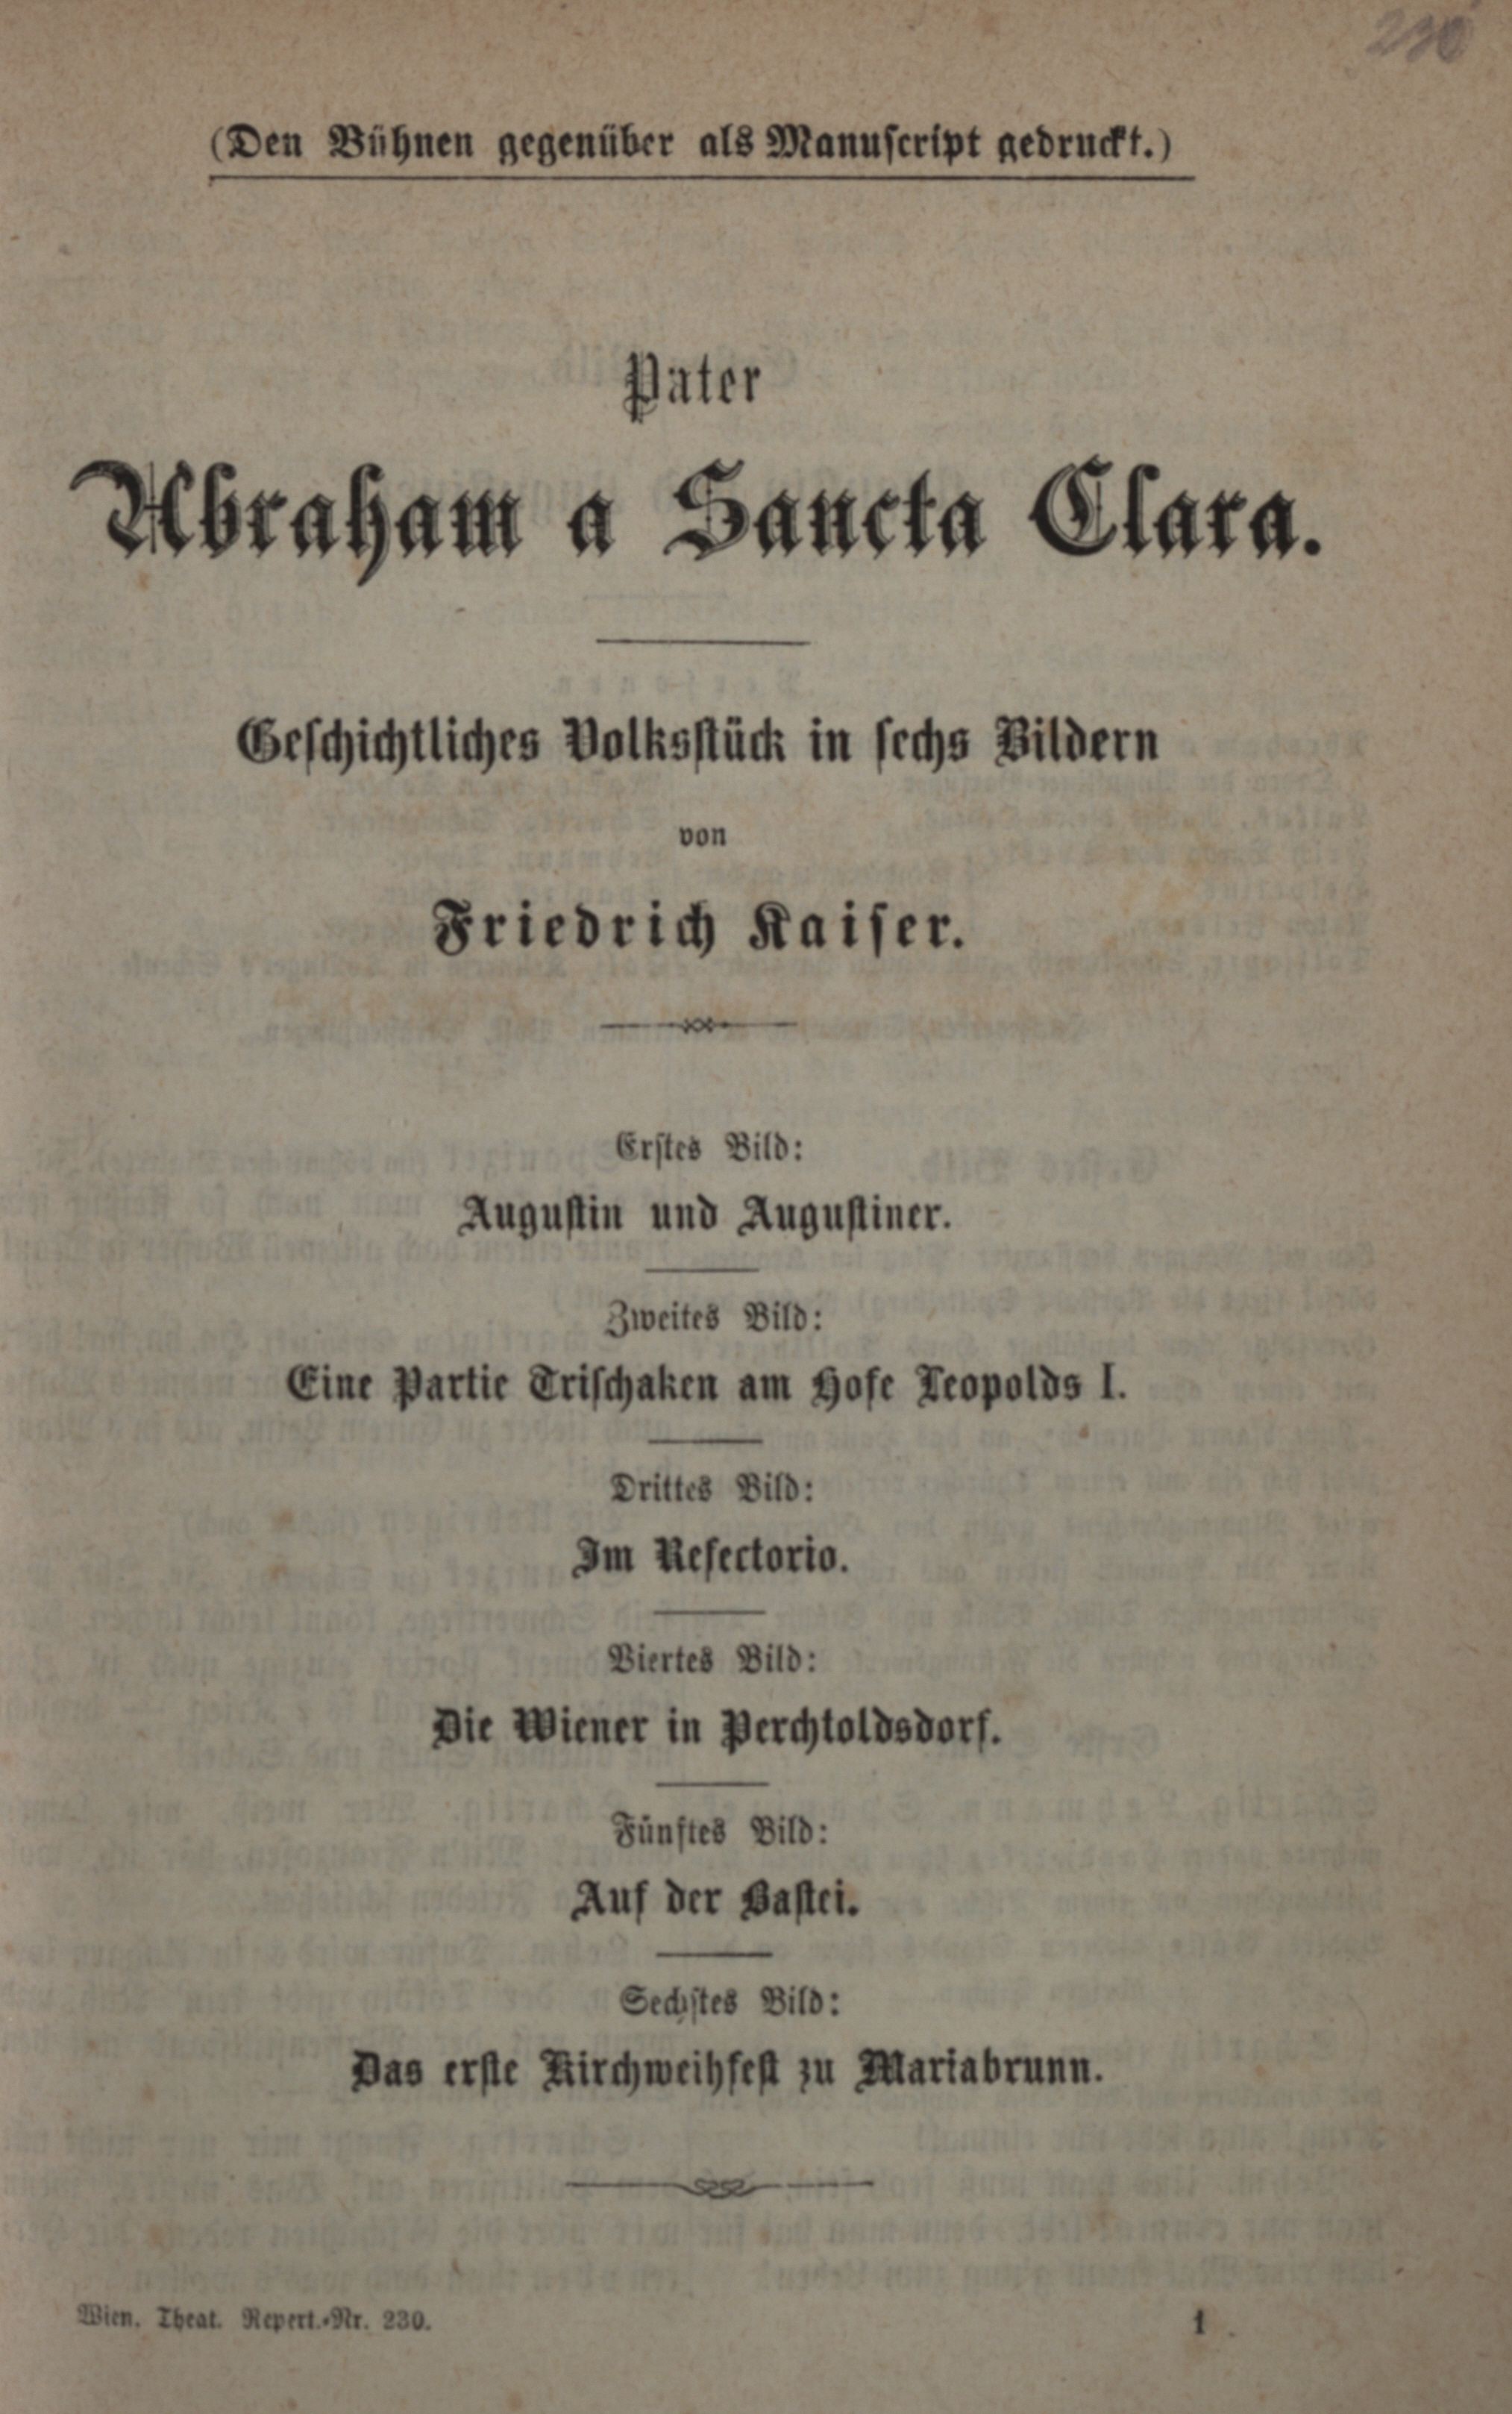 230
(Den Bühnen gegenüber als Manuscript gedruckt.)
Pater
Abraham a Sancta Clara.
Geschichtliches Volksstück in sechs Bildern
von
Friedrich Kaiser.
Erstes Bild:
Augustin und Augustiner.
Zweites Bild:
Eine Partie Trischaken am Hofe Leopolds I.
Drittes Bild:
Im Refectorio.
Viertes Bild:
Die Wiener in Perchtoldsdorf.
Fünftes Bild:
Auf der Bastei.
Sechstes Bild:
Das erste Kirchweihfest zu Mariabrunn.
Wien. Theat. Repert.-Nr. 230.
1